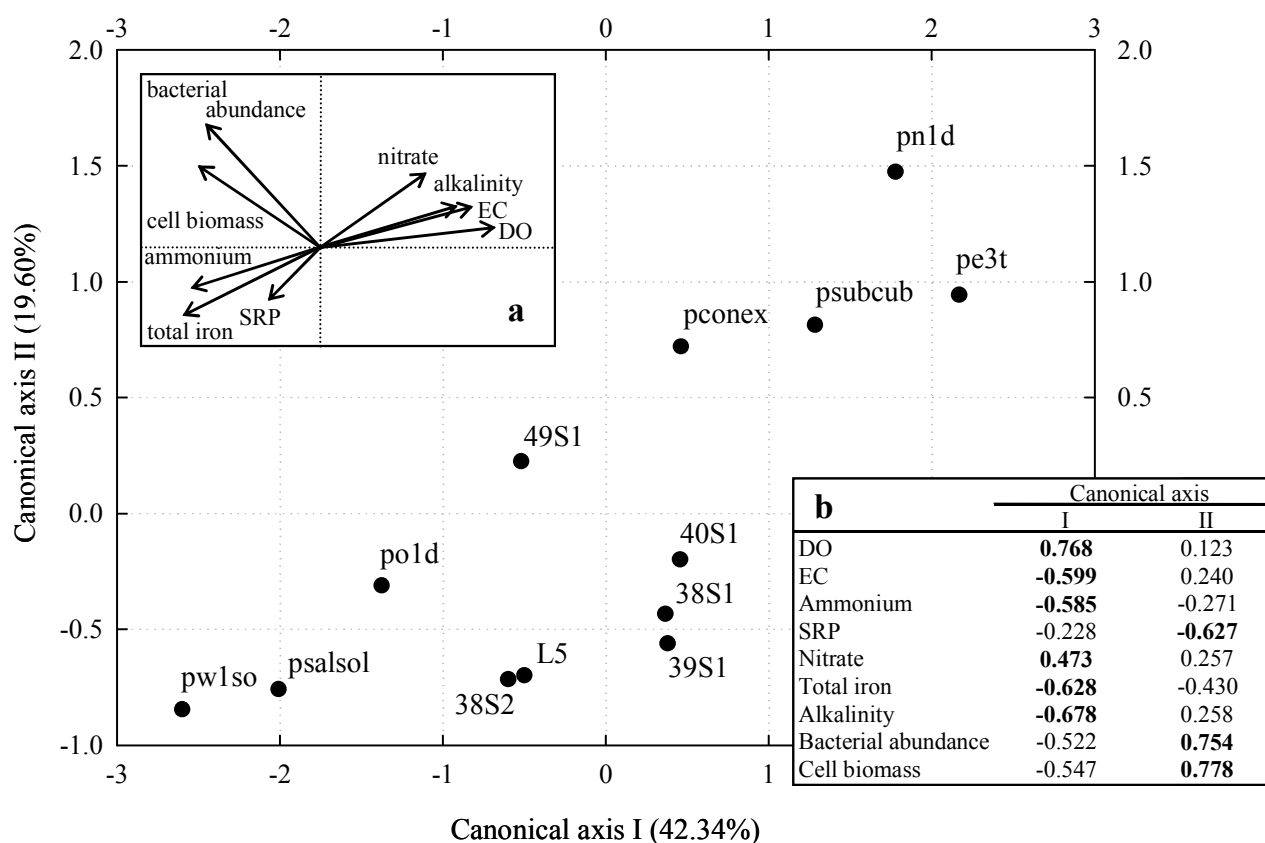 -3 -2 -1 0 1 2 3
2.0 2.0
bacterial
abundance
nitrate
alkalinity
EC
DO
cell biomass
ammonium
SRP
total iron
a
pn1d
1.5 1.5
pe3t
psubcub
pconex
1.0 1.0
0.5 0.5
49S1
0.0
40S1
po1d
38S1
-0.5
39S1
L5
psalsol
pw1so
38S2
-1.0
b Canonical axis
I II
DO 0.768 0.123
EC -0.599 0.240
Ammonium -0.585 -0.271
SRP -0.228 -0.627
Nitrate 0.473 0.257
Total iron -0.628 -0.430
Alkalinity -0.678 0.258
Bacterial abundance -0.522 0.754
Cell biomass -0.547 0.778
-3 -2 -1 0 1
Canonical axis I (42.34%)
Canonical axis II (19.60%)